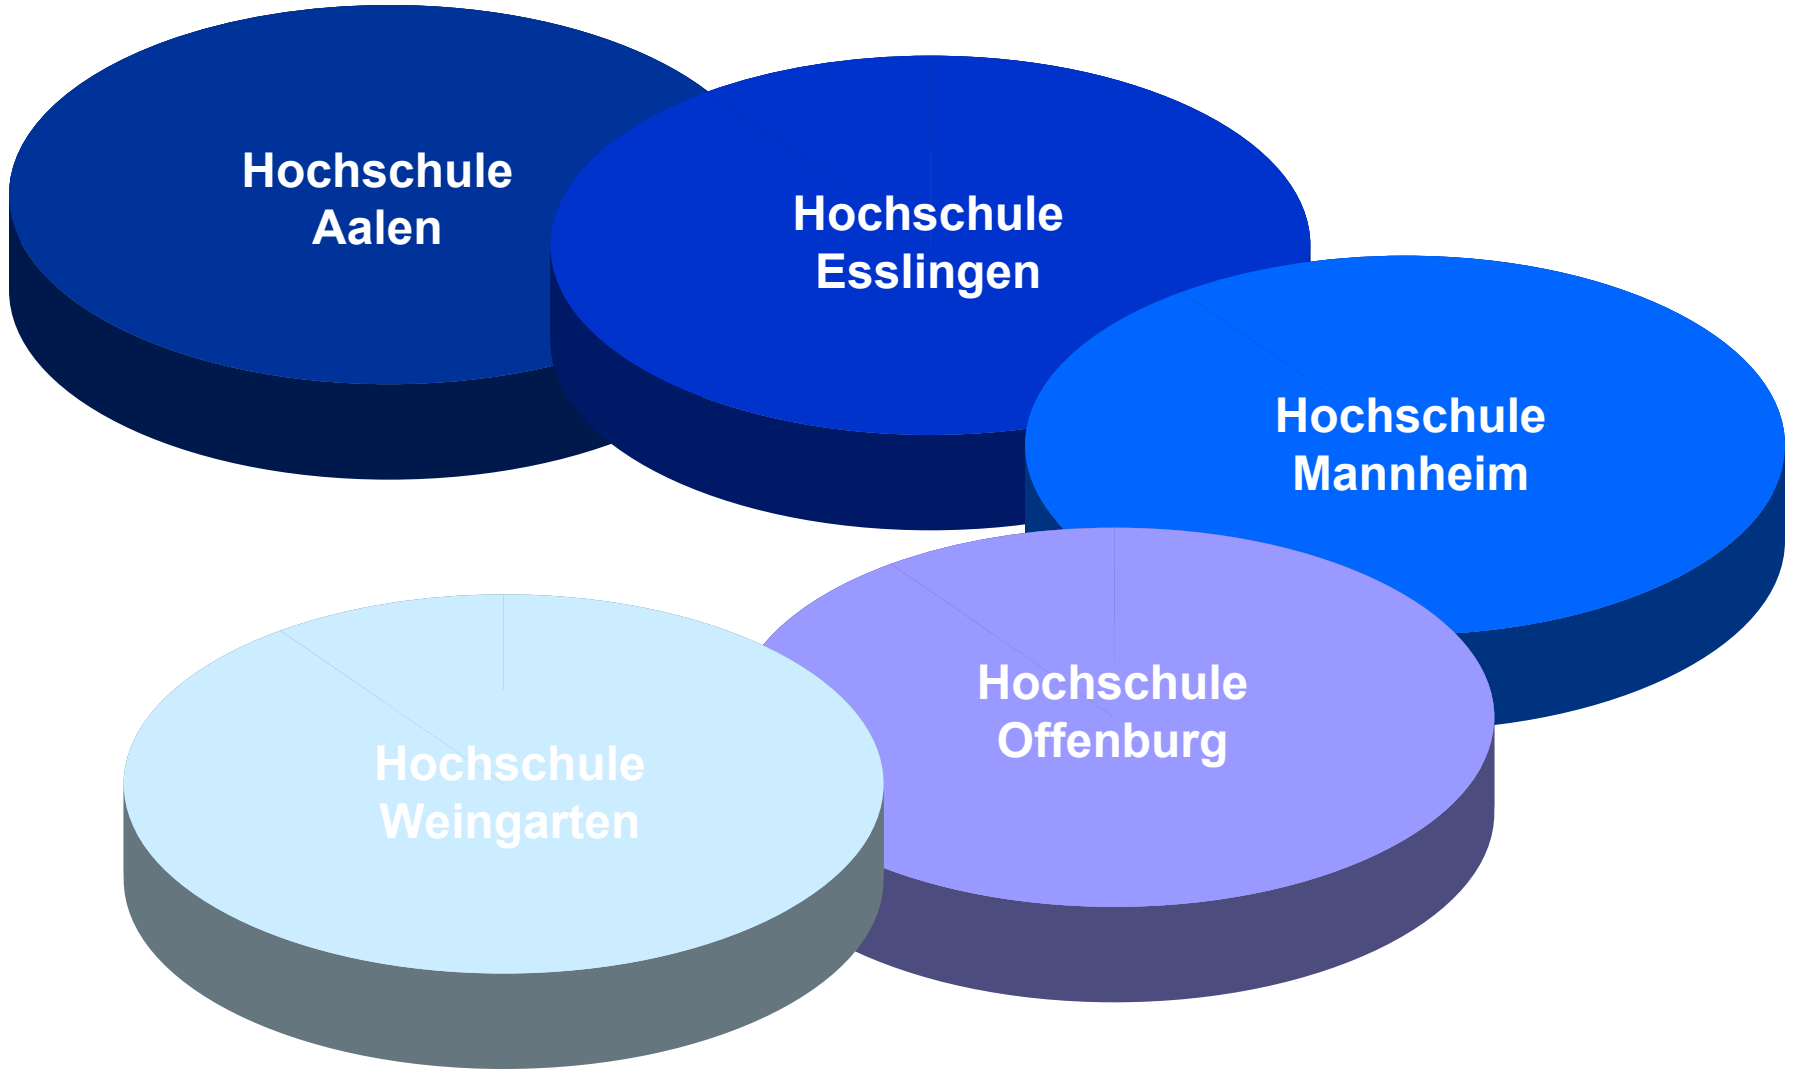 Hochschule
Aalen
Hochschule
Esslingen
Hochschule
Mannheim
Hochschule
Offenburg
Hochschule
Weingarten